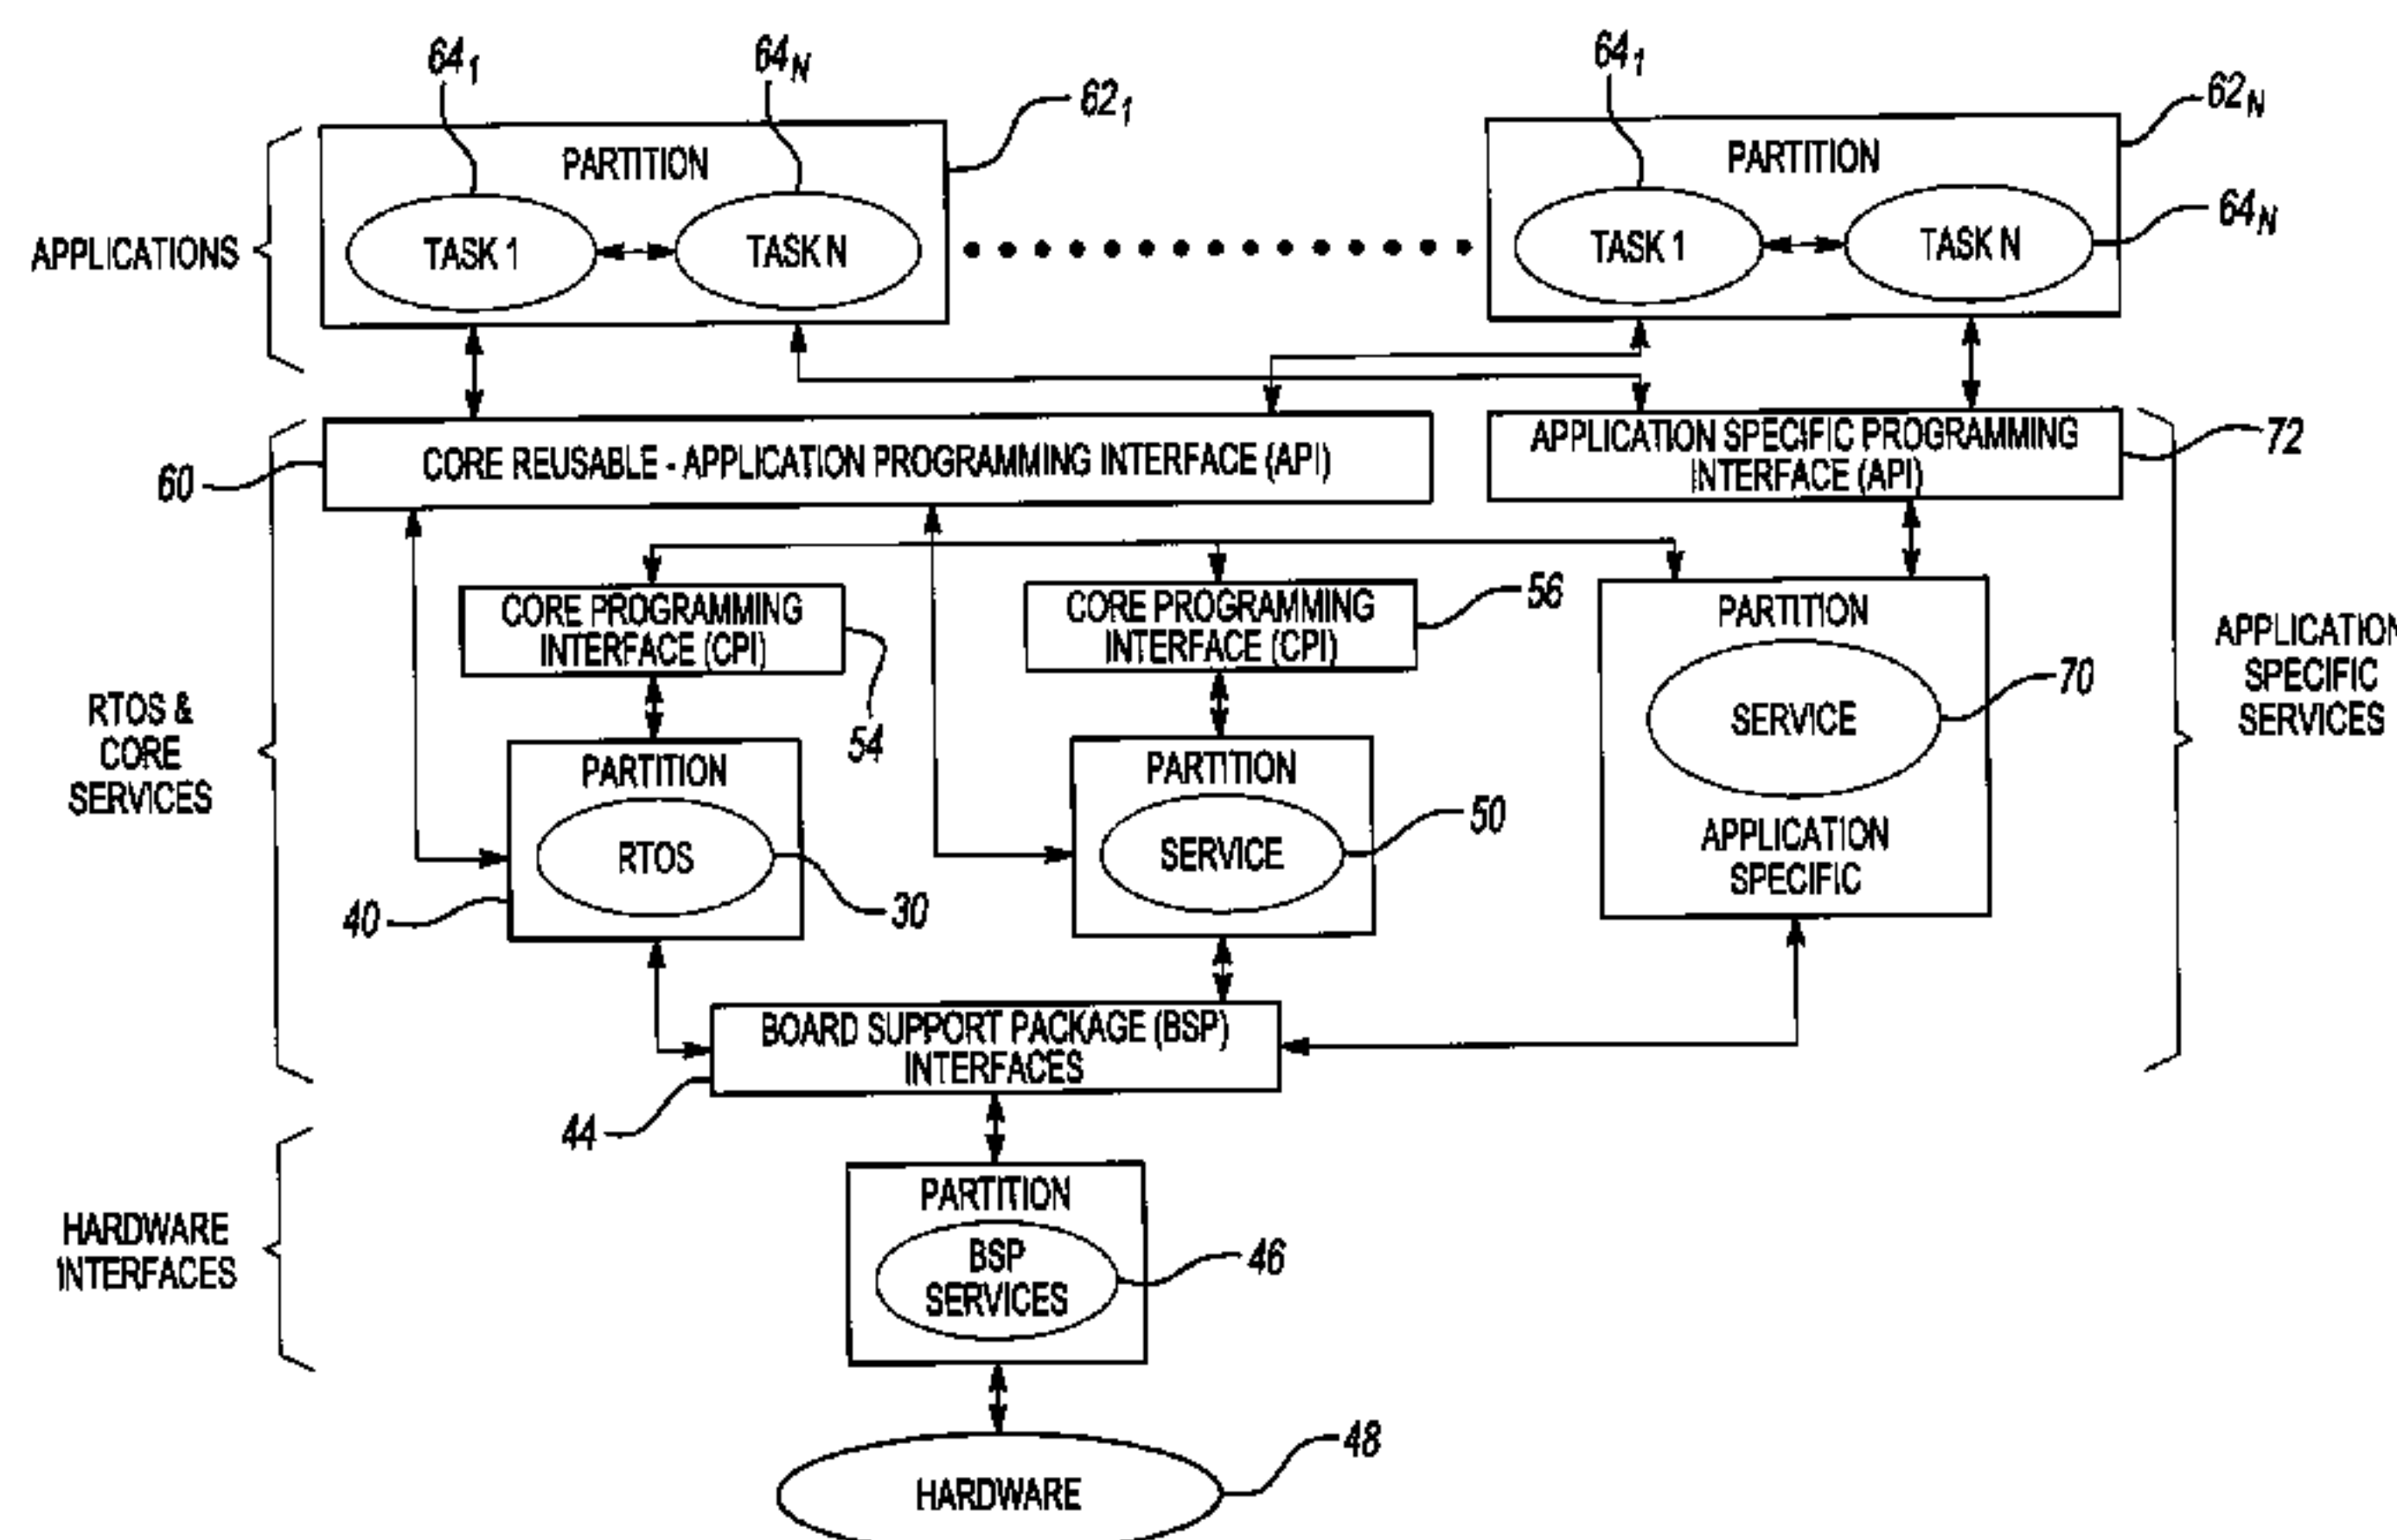 64₁
64N
62₁
64₁
62N
PARTITION
PARTITION
64N
APPLICATIONS
TASK 1
TASK N
TASK 1
TASK N
CORE REUSABLE - APPLICATION PROGRAMMING INTERFACE (API)
APPLICATION SPECIFIC PROGRAMMING
INTERFACE (API)
72
60
CORE PROGRAMMING
INTERFACE (CPI)
54
CORE PROGRAMMING
INTERFACE (CPI)
56
PARTITION
SERVICE
70
APPLICATION
SPECIFIC
APPLICATION
SPECIFIC
SERVICES
RTOS &
CORE
SERVICES
PARTITION
RTOS
40
30
PARTITION
SERVICE
50
BOARD SUPPORT PACKAGE (BSP)
INTERFACES
44
HARDWARE
INTERFACES
PARTITION
BSP
SERVICES
46
HARDWARE
48